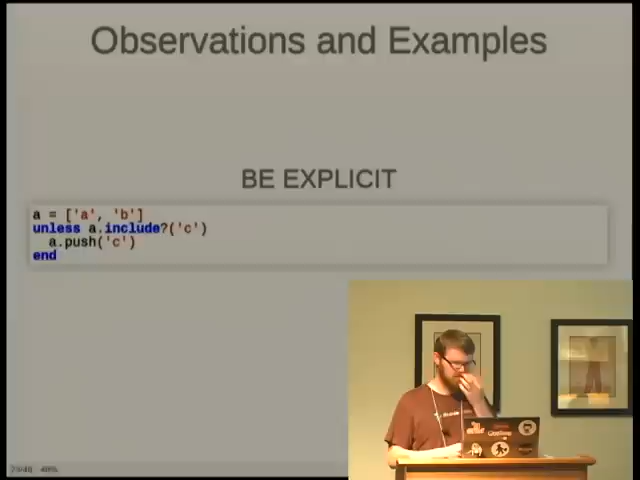 Observations and Examples
BE EXPLICIT
a = ['a', 'b']
unless a.include?('c')
a.push('c')
end